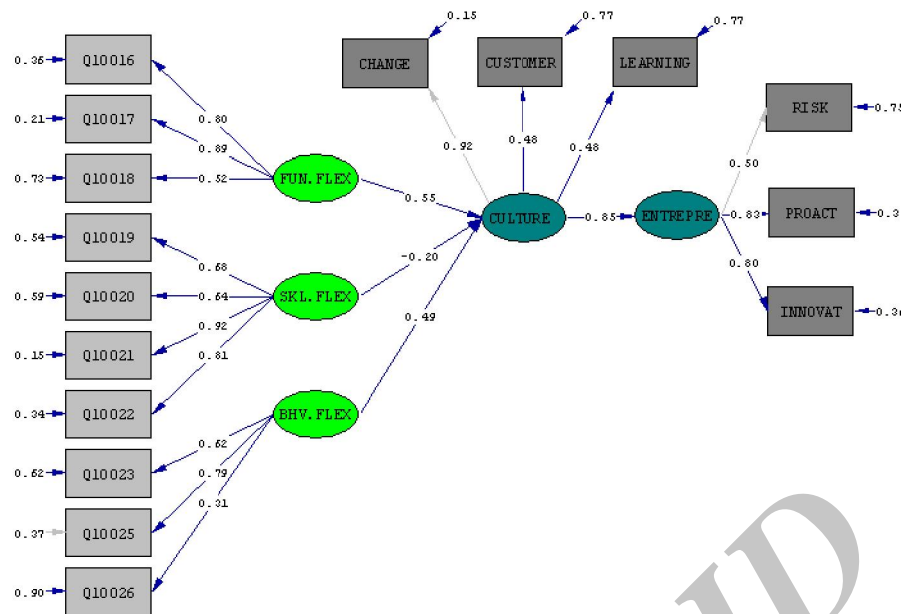 0.36
Q10016
0.21
Q10017
0.73
Q10018
0.54
Q10019
0.59
Q10020
0.15
Q10021
0.34
Q10022
0.62
Q10023
0.37
Q10025
0.90
Q10026
0.80
0.89
0.52
0.68
0.64
0.92
0.81
0.62
0.79
0.31
FUN.FLEX
SKL.FLEX
BHV.FLEX
0.55
-0.20
0.49
CHANGE
0.15
CUSTOMER
0.77
LEARNING
0.77
0.92
0.48
0.48
CULTURE
0.85
ENTREPRE
0.50
0.83
0.80
RISK
0.75
PROACT
INNOVAT